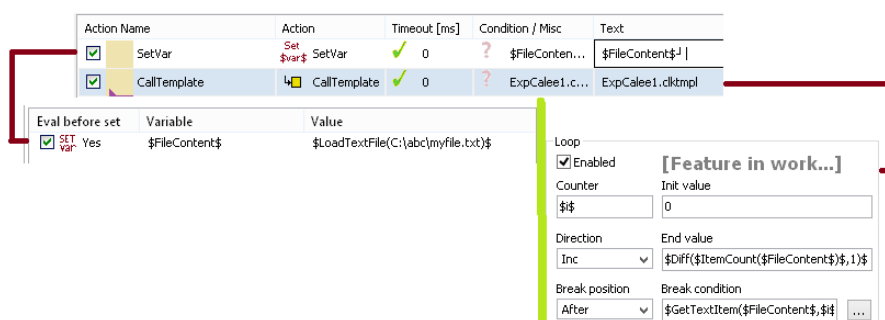 Action Name Action Timeout [ms] Condition / Misc Text
SetVar Set $var$ SetVar 0 ? $FileConten... $FileContent$┘
CallTemplate CallTemplate 0 ? ExpCalee1.c... ExpCalee1.clktmpl
Eval before set Variable Value
SET var Yes $FileContent$ $LoadTextFile(C:\abc\myfile.txt)$
Loop
Enabled [Feature in work...]
Counter Init value
$i$ 0
Direction End value
Inc $Diff($ItemCount($FileContent$)$,1)$
Break position Break condition
After $GetTextItem($FileContent$,$i$ ...